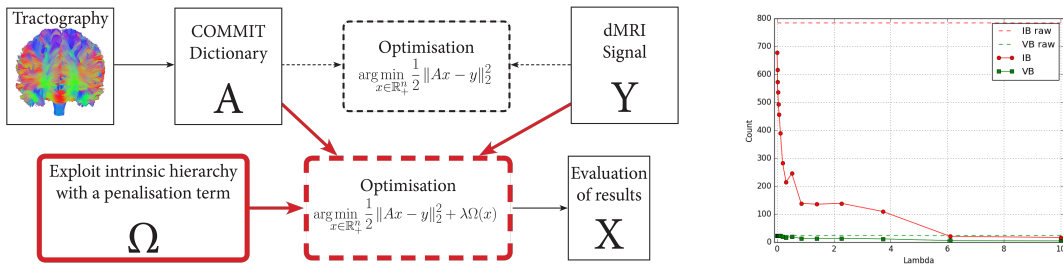 Tractography
COMMIT
Dictionary
A
Optimisation
arg min 1/2 ||Ax − y||₂²
x∈ℝ₊ⁿ
dMRI
Signal
Y
Exploit intrinsic hierarchy
with a penalisation term
Ω
Optimisation
arg min 1/2 ||Ax − y||₂² + λΩ(x)
x∈ℝ₊ⁿ
Evaluation
of results
X
800
700
600
500
400
300
200
100
0
Count
IB raw
VB raw
IB
VB
0
2
4
6
8
10
Lambda